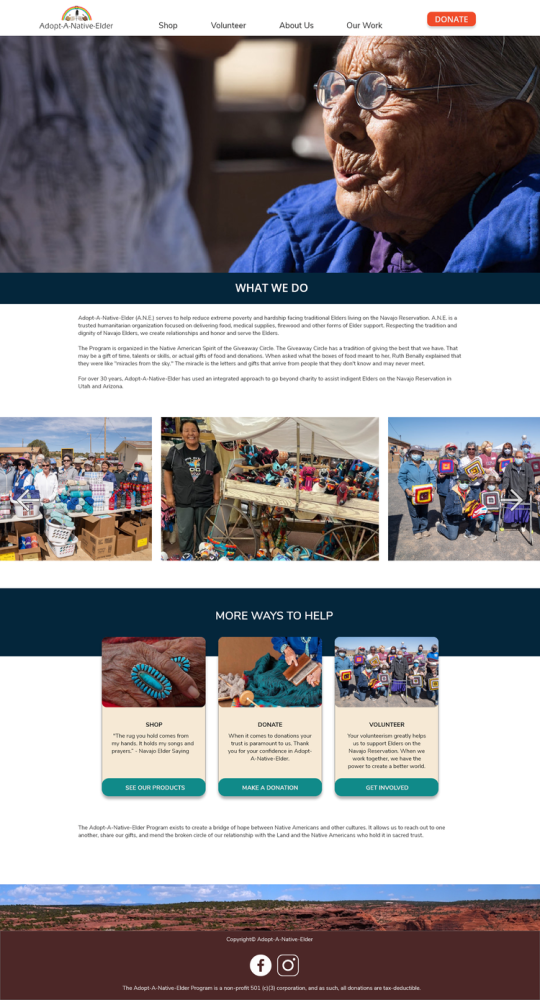 Adopt-A-Native-Elder
Shop
Volunteer
About Us
Our Work
DONATE
WHAT WE DO
Adopt-A-Native-Elder (A.N.E.) serves to help reduce extreme poverty and hardship facing traditional Elders living on the Navajo Reservation. A.N.E. is a
trusted humanitarian organization focused on delivering food, medical supplies, firewood and other forms of Elder support. Respecting the tradition and
dignity of Navajo Elders, we create relationships and honor and serve the Elders.
The Program is organized in the Native American Spirit of the Giveaway Circle. The Giveaway Circle has a tradition of giving the best that we have. That
may be a gift of time, talents or skills, or actual gifts of food and donations. When asked what the boxes of food meant to her, Ruth Benally explained that
they were like "miracles from the sky." The miracle is the letters and gifts that arrive from people that they don't know and may never meet.
For over 30 years, Adopt-A-Native-Elder has used an integrated approach to go beyond charity to assist indigent Elders on the Navajo Reservation in
Utah and Arizona.
MORE WAYS TO HELP
SHOP
"The rug you hold comes from
my hands. It holds my songs and
prayers." - Navajo Elder Saying
SEE OUR PRODUCTS
DONATE
When it comes to donations your
trust is paramount to us. Thank
you for your confidence in Adopt-
A-Native-Elder.
MAKE A DONATION
VOLUNTEER
Your volunteerism greatly helps
us to support Elders on the
Navajo Reservation. When we
work together, we have the
power to create a better world.
GET INVOLVED
The Adopt-A-Native-Elder Program exists to create a bridge of hope between Native Americans and other cultures. It allows us to reach out to one
another, share our gifts, and mend the broken circle of our relationship with the Land and the Native Americans who hold it in sacred trust.
Copyright© Adopt-A-Native-Elder
The Adopt-A-Native-Elder Program is a non-profit 501 (c)(3) corporation, and as such, all donations are tax-deductible.